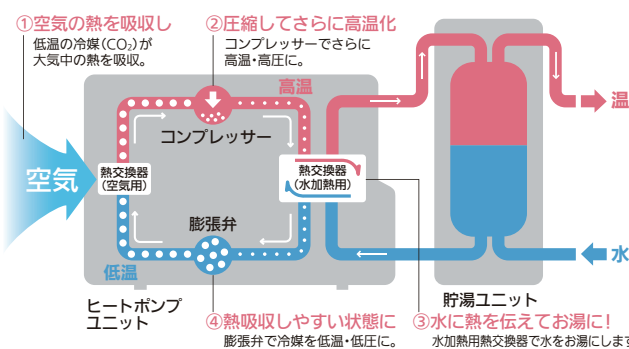 ①空気の熱を吸収し
低温の冷媒(CO₂)が
大気中の熱を吸収。
②圧縮してさらに高温化
コンプレッサーでさらに
高温・高圧に。
高温
コンプレッサー
空気
熱交換器
(空気用)
熱交換器
(水加熱用)
膨張弁
低温
温
水
ヒートポンプ
ユニット
貯湯ユニット
④熱吸収しやすい状態に
膨張弁で冷媒を低温・低圧に。
③水に熱を伝えてお湯に!
水加熱用熱交換器で水をお湯にします